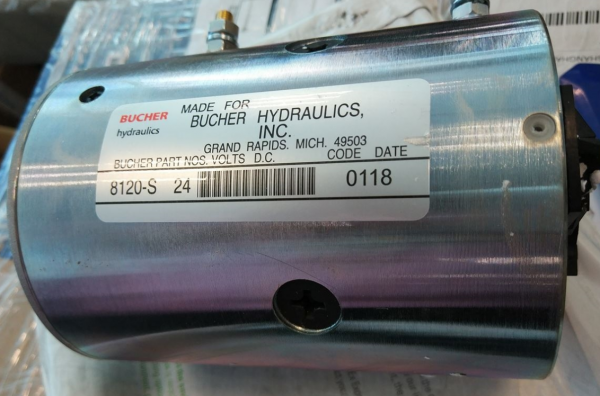 BUCHER
hydraulics
MADE FOR
BUCHER HYDRAULICS,
INC.
GRAND RAPIDS. MICH. 49503
BUCHER PART NOS. VOLTS D.C. CODE DATE
8120-S 24 0118